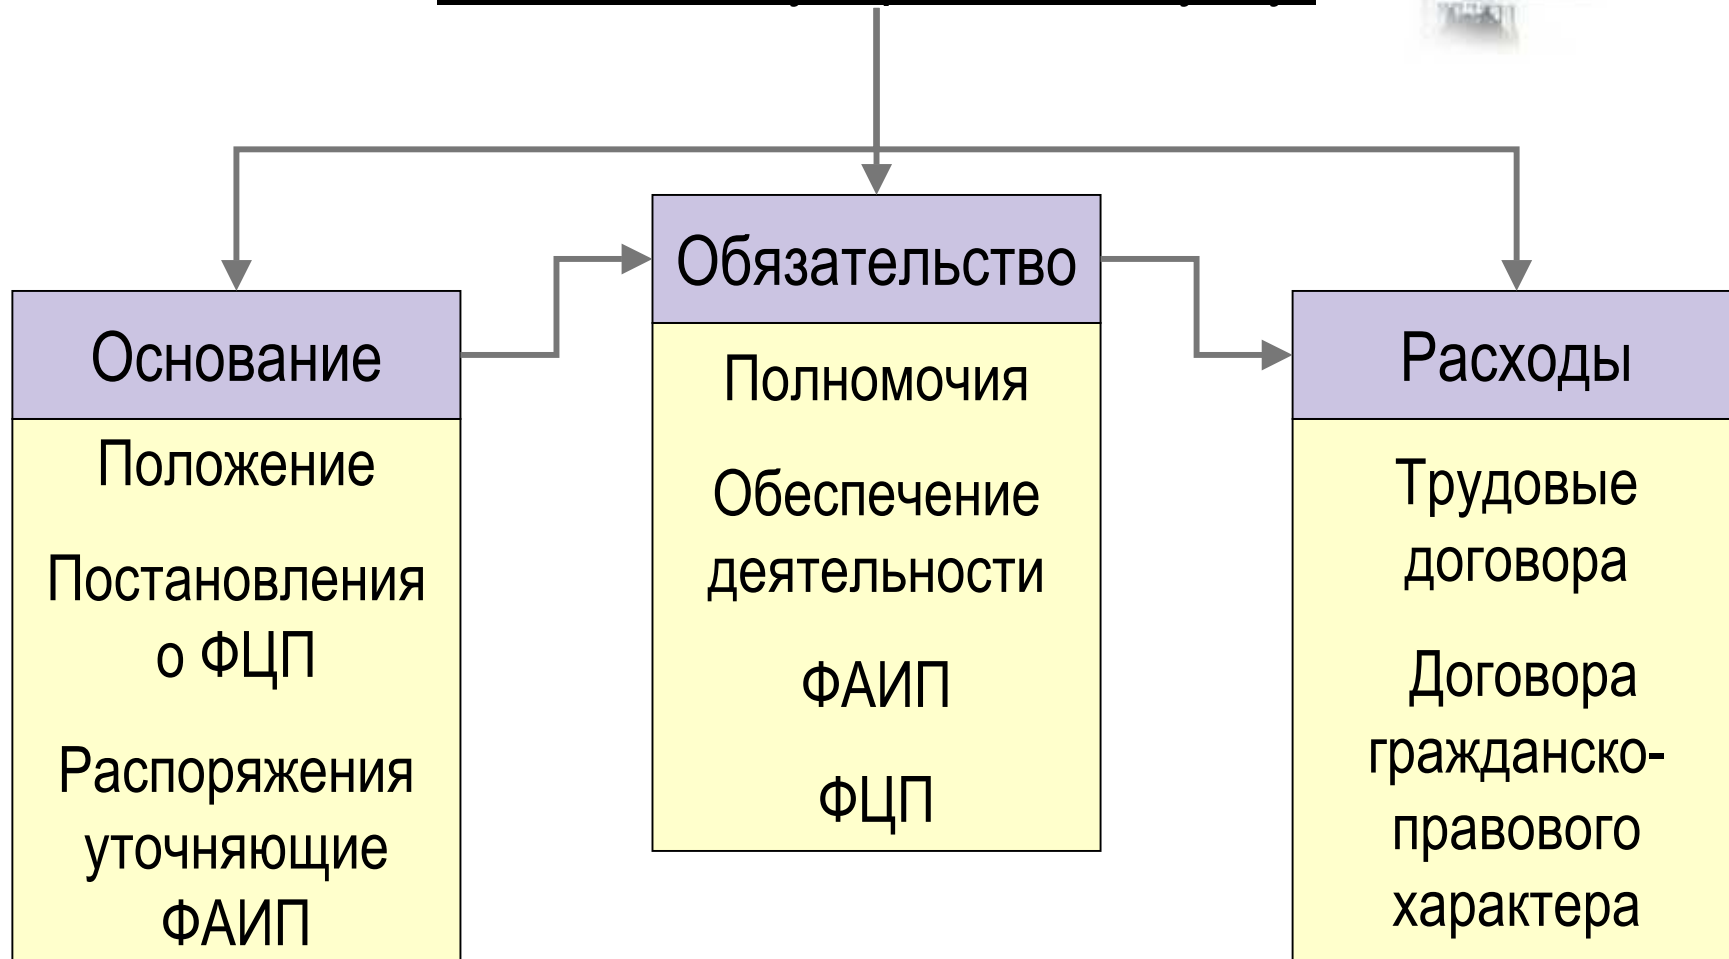 Основание
Положение
Постановления
о ФЦП
Распоряжения
уточняющие
ФАИП
Обязательство
Полномочия
Обеспечение
деятельности
ФАИП
ФЦП
Расходы
Трудовые
договора
Договора
гражданско-
правового
характера